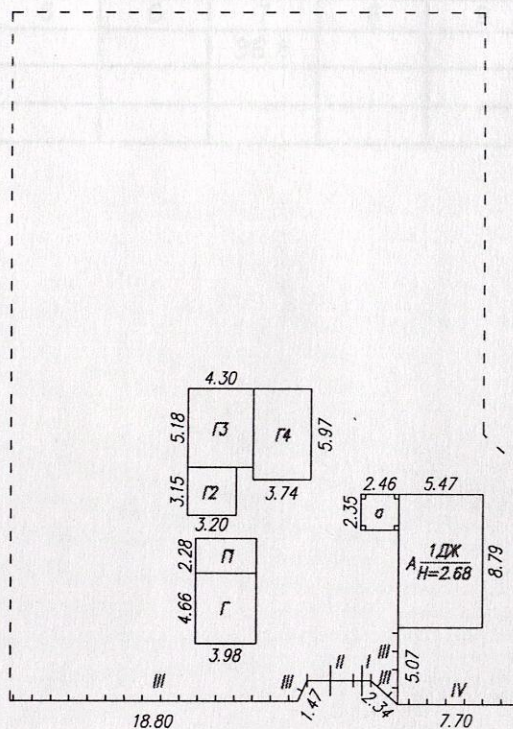 4.30
5.18
Г3
Г4
5.97
3.15
Г2
3.74
3.20
2.46
5.47
2.35
а
А 1ДЖ
Н=2.68
8.79
2.28
Г1
4.66
Г
3.98
III
5.07
III
III
II
I
III
IV
1.47
2.34
18.80
7.70